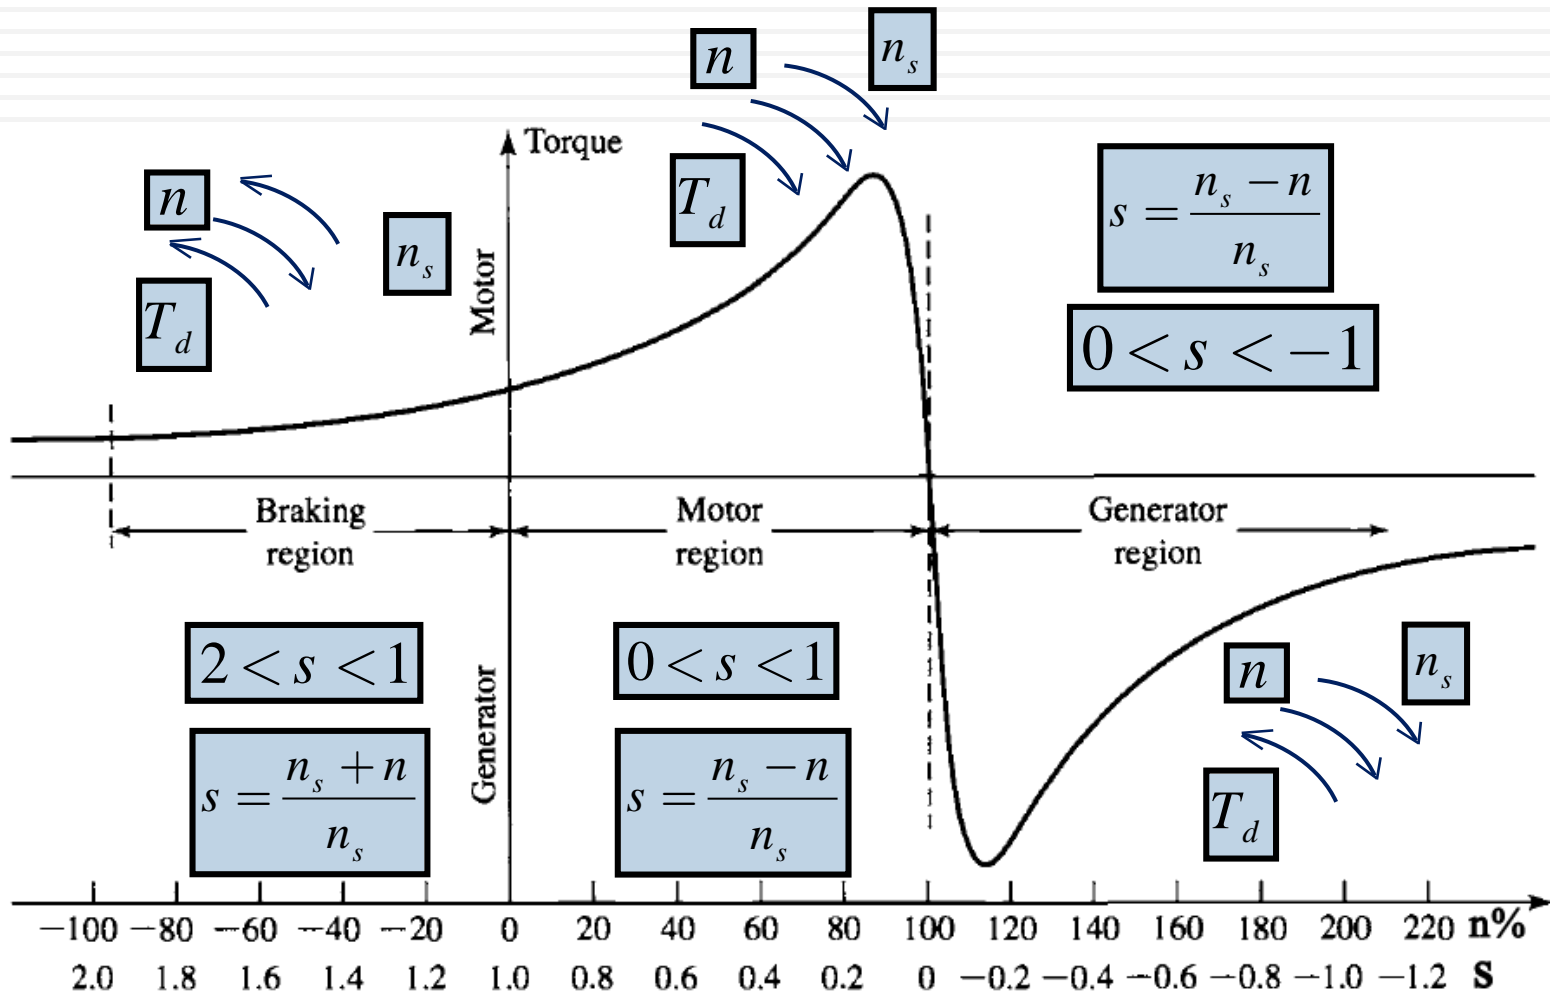 n
n_s
T_d
Torque
n
n_s
T_d
Motor
s = (n_s − n) / n_s
0 < s < −1
Braking
region
Motor
region
Generator
region
2 < s < 1
s = (n_s + n) / n_s
Generator
0 < s < 1
s = (n_s − n) / n_s
n
n_s
T_d
−100 −80 −60 −40 −20 0 20 40 60 80 100 120 140 160 180 200 220 n%
2.0 1.8 1.6 1.4 1.2 1.0 0.8 0.6 0.4 0.2 0 −0.2 −0.4 −0.6 −0.8 −1.0 −1.2 S